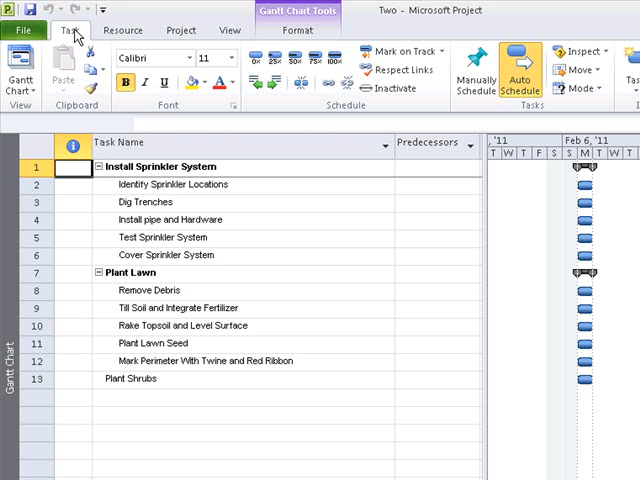 Gantt Chart Tools
Two - Microsoft Project
File
Task
Resource
Project
View
Format
Gantt Chart
View
Paste
Clipboard
Calibri
11
B I U
A
Font
0% 25% 50% 75% 100%
Mark on Track
Respect Links
Inactivate
Schedule
Manually Schedule
Auto Schedule
Inspect
Move
Mode
Tasks
Task Name
Predecessors
, '11
Feb 6, '11
T W T F S S M T W T
1 Install Sprinkler System
2 Identify Sprinkler Locations
3 Dig Trenches
4 Install pipe and Hardware
5 Test Sprinkler System
6 Cover Sprinkler System
7 Plant Lawn
8 Remove Debris
9 Till Soil and Integrate Fertilizer
10 Rake Topsoil and Level Surface
11 Plant Lawn Seed
12 Mark Perimeter With Twine and Red Ribbon
13 Plant Shrubs
Gantt Chart